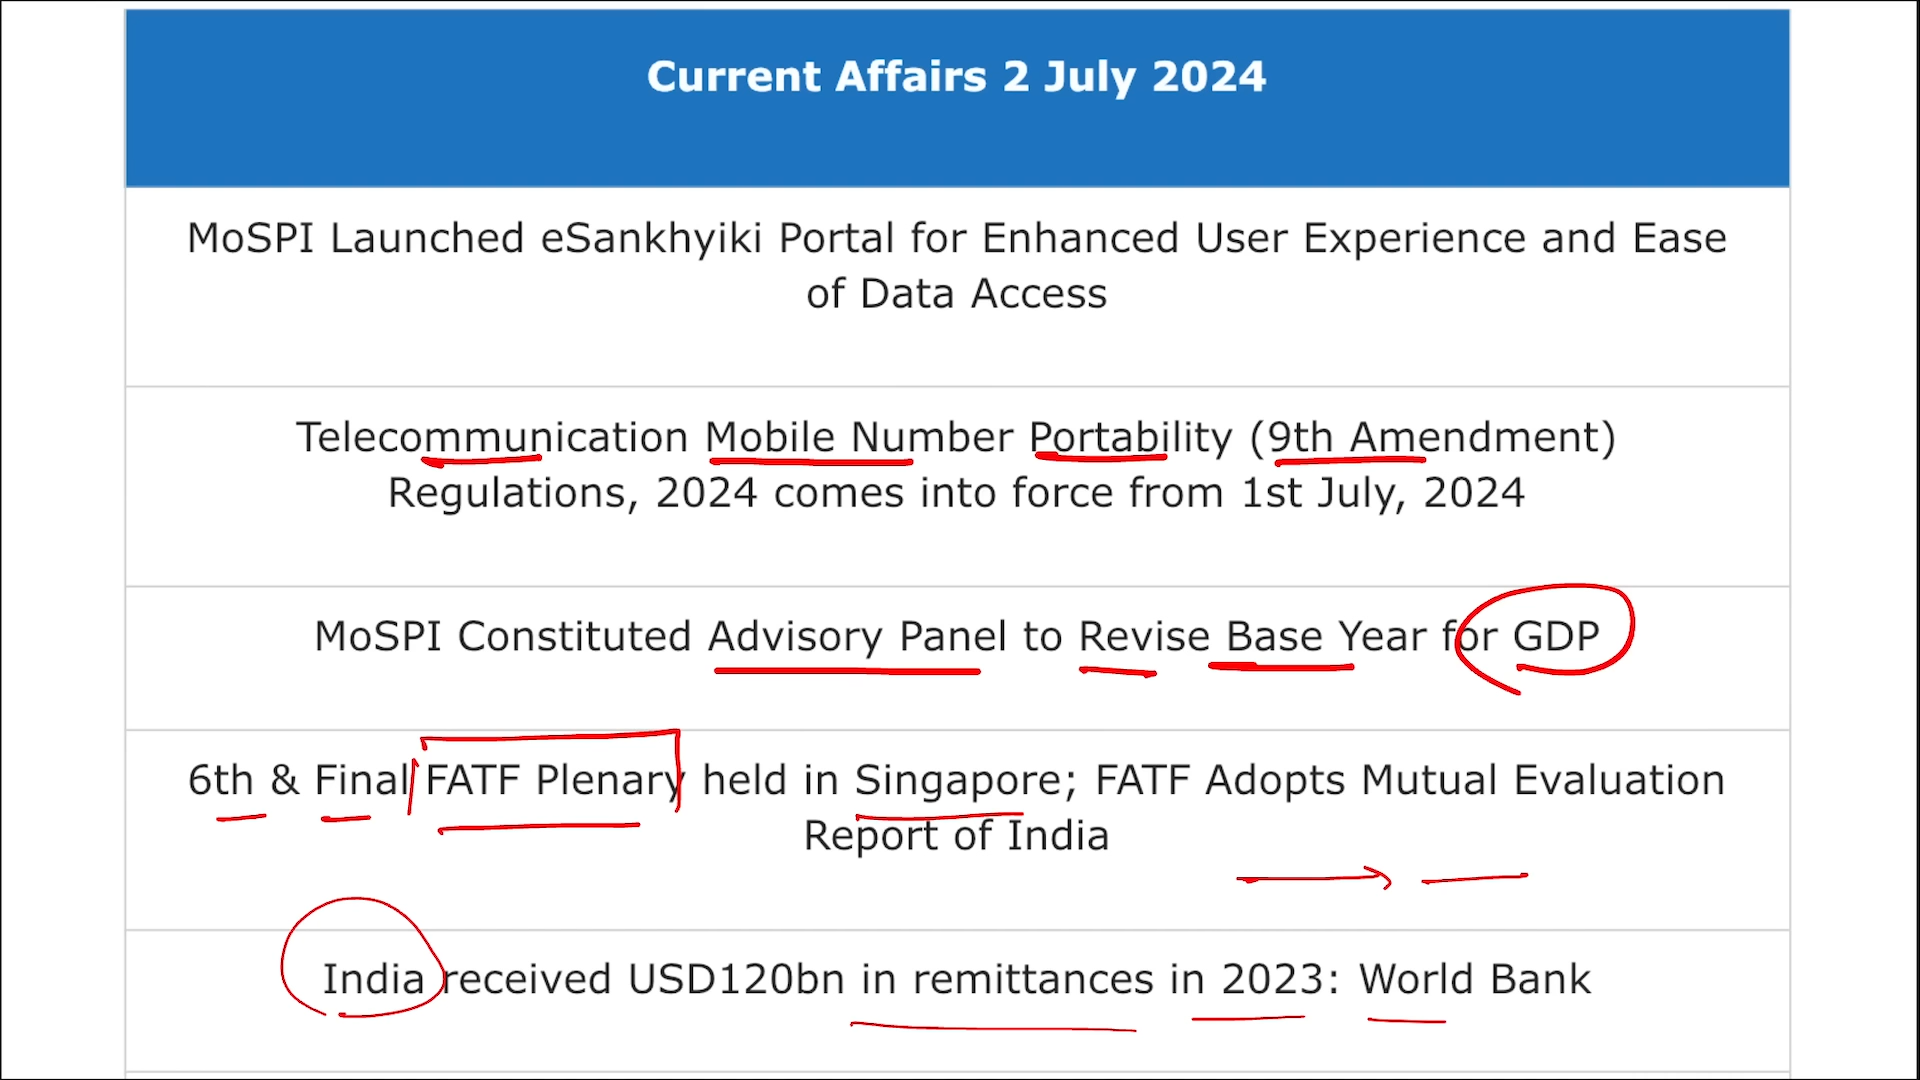 Current Affairs 2 July 2024
MoSPI Launched eSankhyiki Portal for Enhanced User Experience and Ease
of Data Access
Telecommunication Mobile Number Portability (9th Amendment)
Regulations, 2024 comes into force from 1st July, 2024
MoSPI Constituted Advisory Panel to Revise Base Year for GDP
6th & Final FATF Plenary held in Singapore; FATF Adopts Mutual Evaluation
Report of India
India received USD120bn in remittances in 2023: World Bank